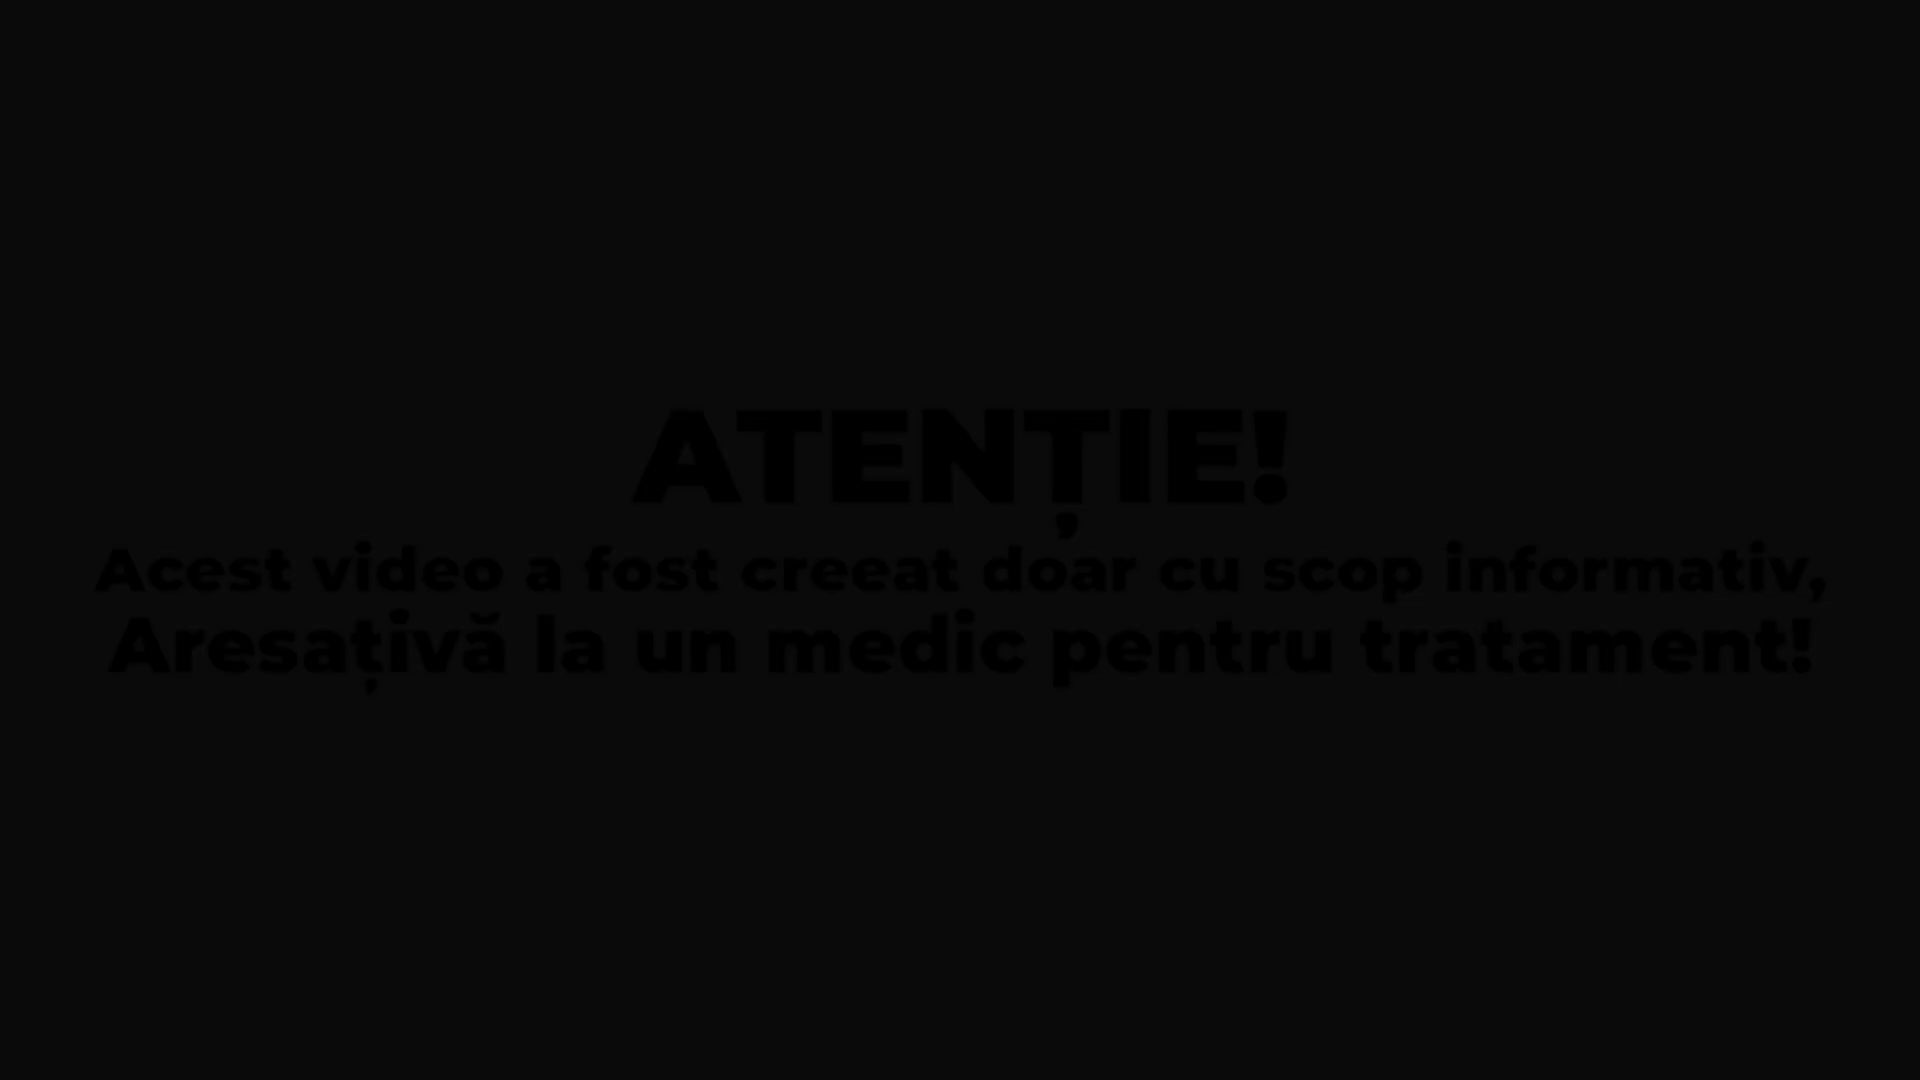 ATENȚIE!
Acest video a fost creeat doar cu scop informativ,
Aresațivă la un medic pentru tratament!